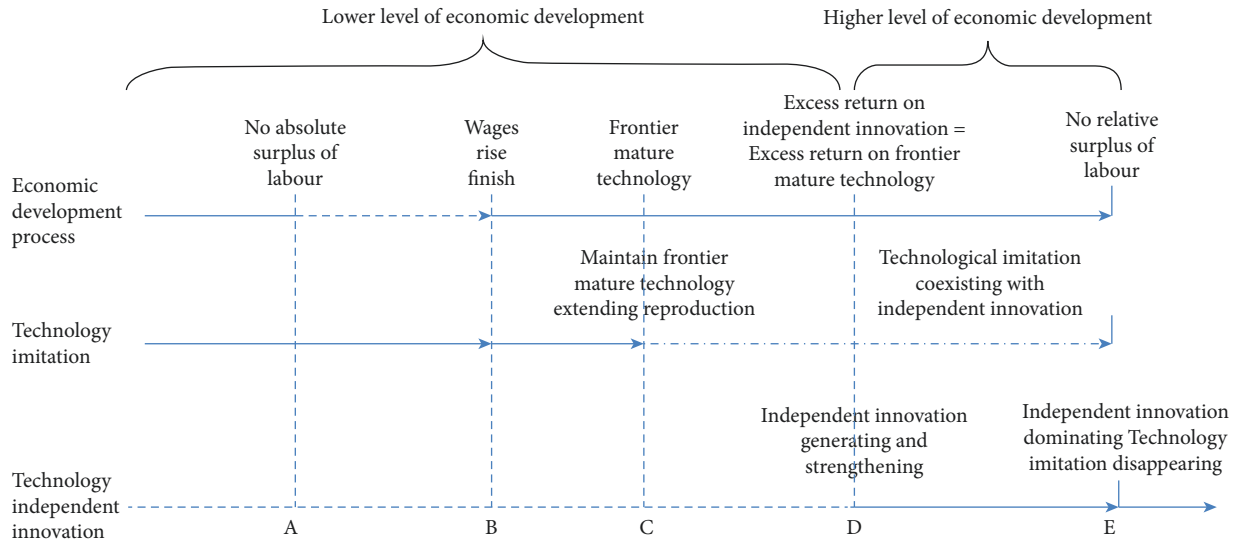 Lower level of economic development
Higher level of economic development
No absolute
surplus of
labour
Wages
rise
finish
Frontier
mature
technology
Excess return on
independent innovation =
Excess return on frontier
mature technology
No relative
surplus of
labour
Economic
development
process
Maintain frontier
mature technology
extending reproduction
Technological imitation
coexisting with
independent innovation
Technology
imitation
Independent innovation
generating and
strengthening
Independent innovation
dominating Technology
imitation disappearing
Technology
independent
innovation
A
B
C
D
E